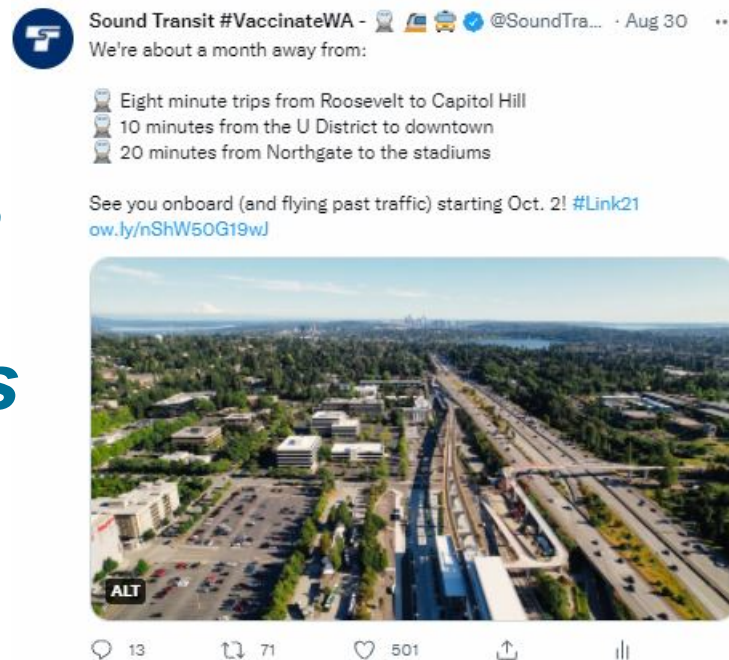 Sound Transit #VaccinateWA - 🚆 🚈 🚖 @SoundTra... · Aug 30 ··
We're about a month away from:
🚆 Eight minute trips from Roosevelt to Capitol Hill
🚆 10 minutes from the U District to downtown
🚆 20 minutes from Northgate to the stadiums
See you onboard (and flying past traffic) starting Oct. 2! #Link21
ow.ly/nShW50G19wJ
s
ALT
13 71 501